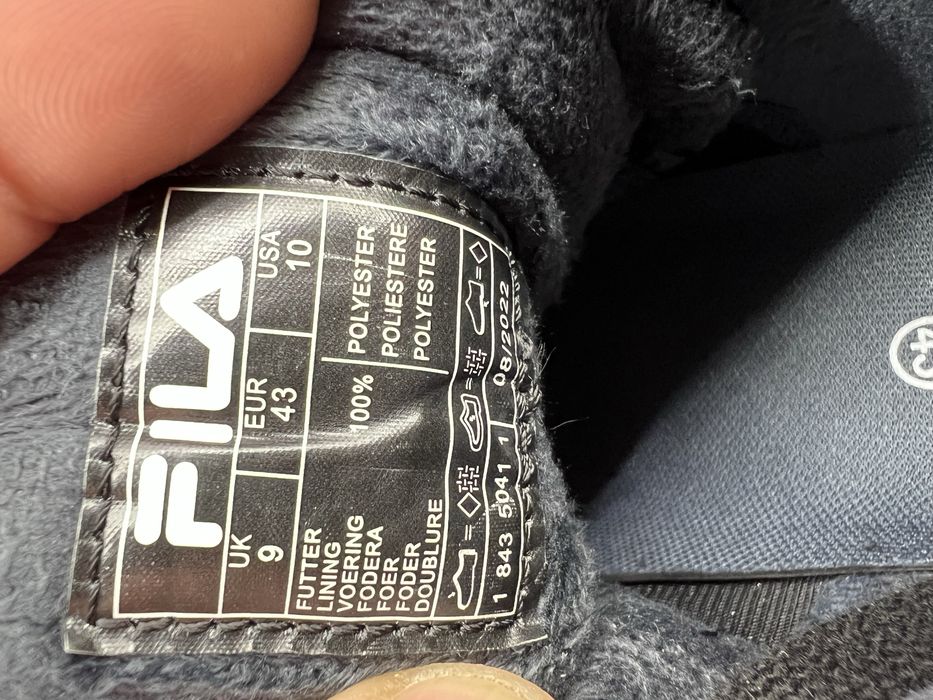 FILA
UK
9
EUR
43
USA
10
FUTTER
LINING
VOERING
FODERA
FOER
FODER
DOUBLURE
100%
POLYESTER
POLIESTERE
POLYESTER
=
=
=
1 843 5041 1
08/2022
43